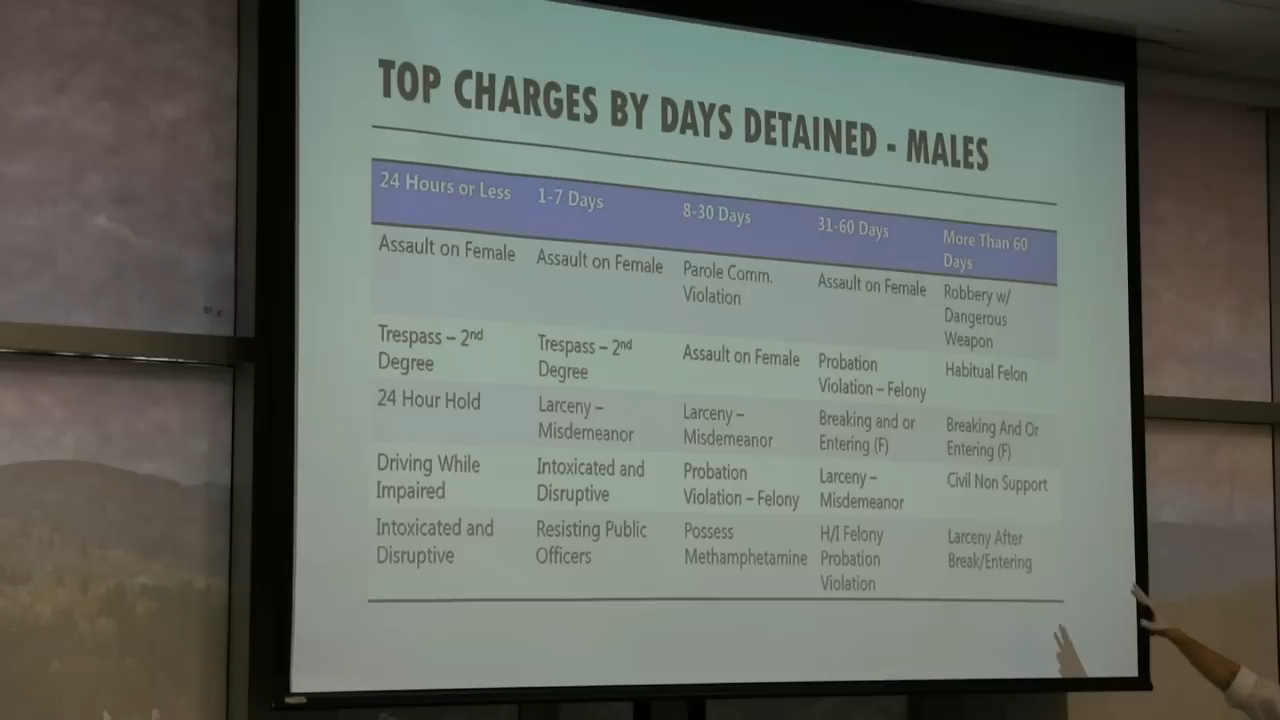 TOP CHARGES BY DAYS DETAINED - MALES
24 Hours or Less
1-7 Days
8-30 Days
31-60 Days
More Than 60
Days
Assault on Female
Assault on Female
Parole Comm.
Violation
Assault on Female
Robbery w/
Dangerous
Weapon
Trespass – 2nd
Degree
Trespass – 2nd
Degree
Assault on Female
Probation
Violation – Felony
Habitual Felon
24 Hour Hold
Larceny –
Misdemeanor
Larceny –
Misdemeanor
Breaking and or
Entering (F)
Breaking And Or
Entering (F)
Driving While
Impaired
Intoxicated and
Disruptive
Probation
Violation – Felony
Larceny –
Misdemeanor
Civil Non Support
Intoxicated and
Disruptive
Resisting Public
Officers
Possess
Methamphetamine
H/I Felony
Probation
Violation
Larceny After
Break/Entering